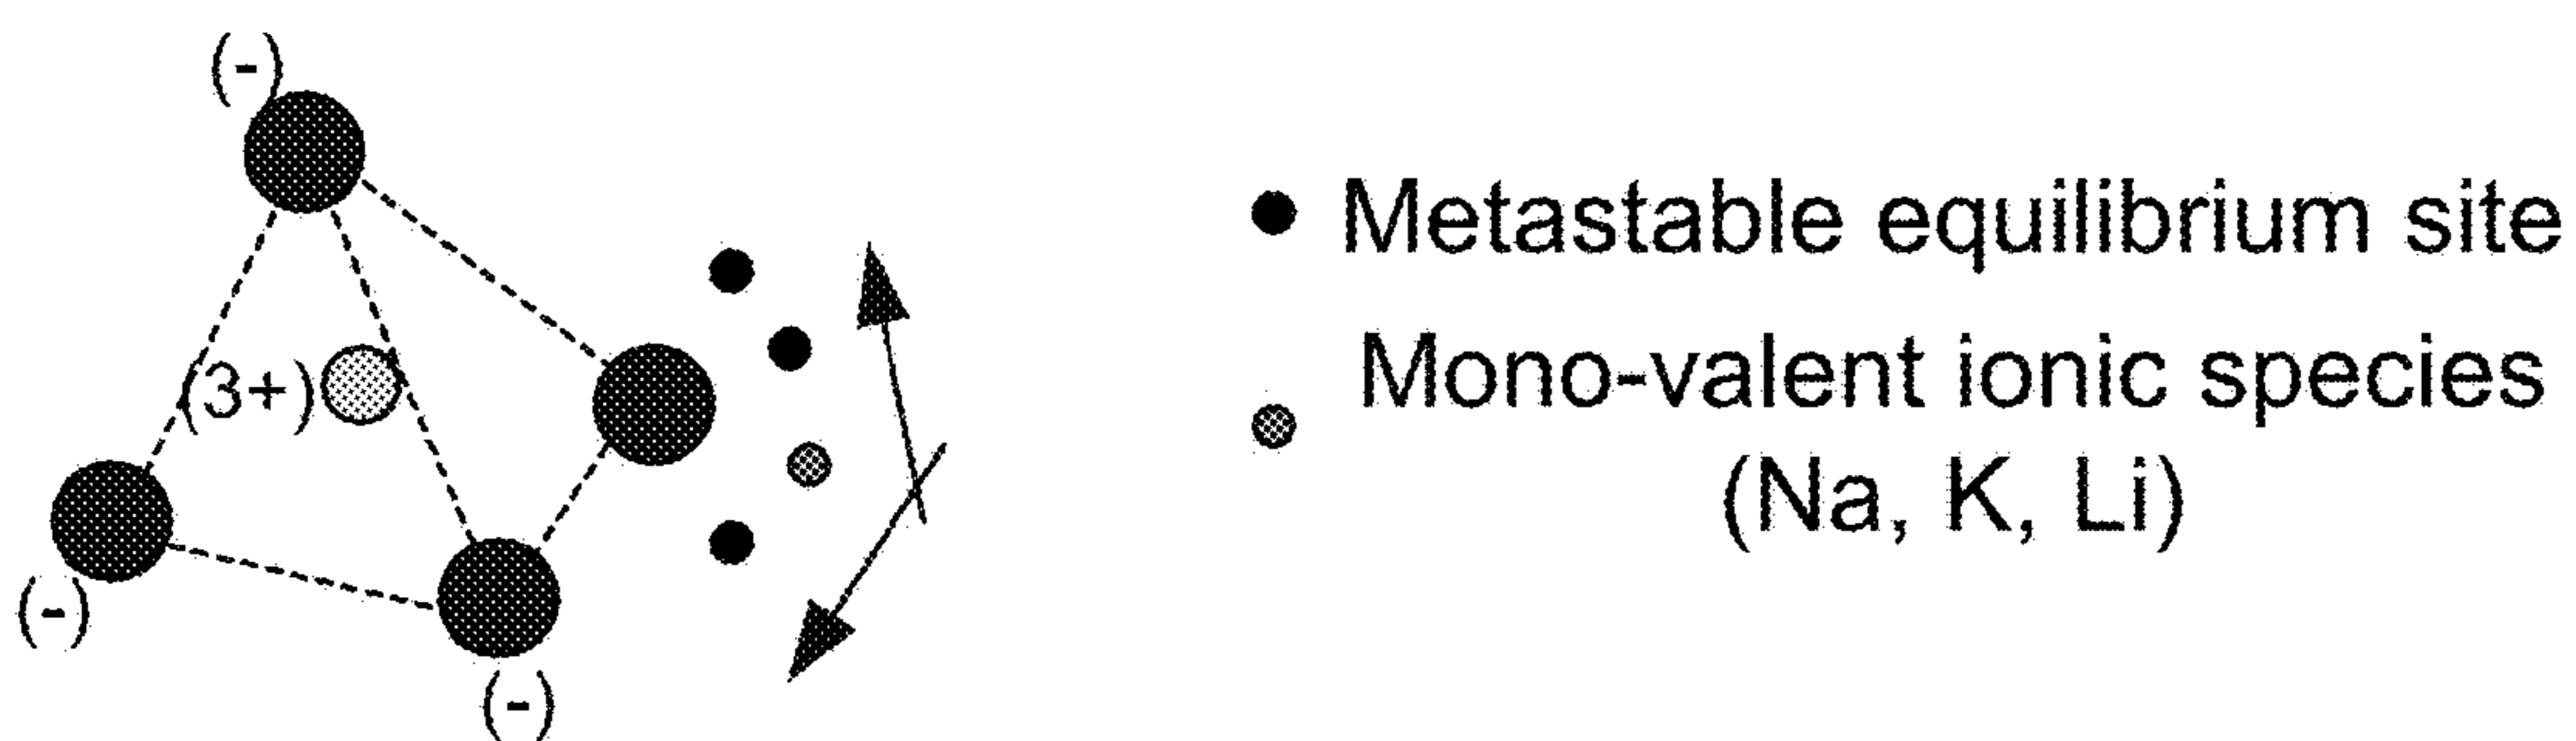 (-)
(3+)
(-)
(-)
Metastable equilibrium site
Mono-valent ionic species
(Na, K, Li)